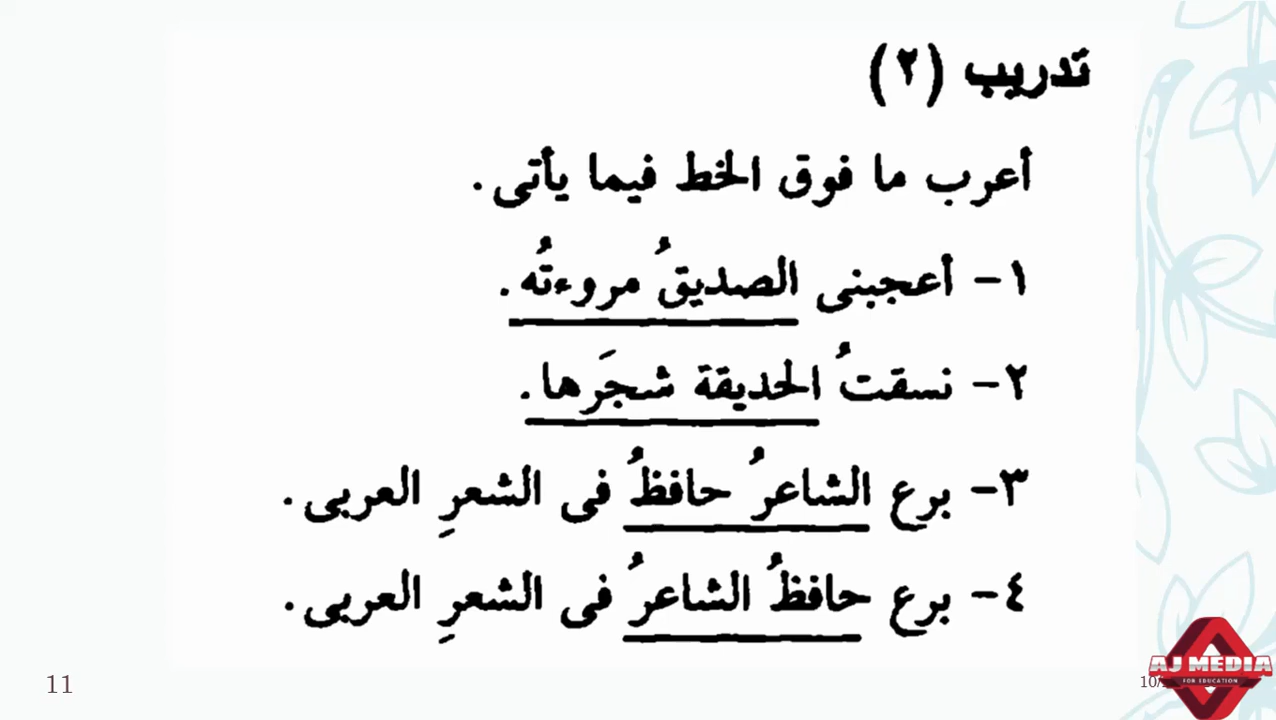 تدريب (٢)
أعرب ما فوق الخط فيما يأتى .
١- أعجبنى الصديقُ مروءتُه .
٢- نسقتُ الحديقة شجَرها .
٣- برع الشاعرُ حافظُ فى الشعرِ العربى .
٤- برع حافظُ الشاعرُ فى الشعرِ العربى .
11
10/
AJ MEDIA
FOR EDUCATION